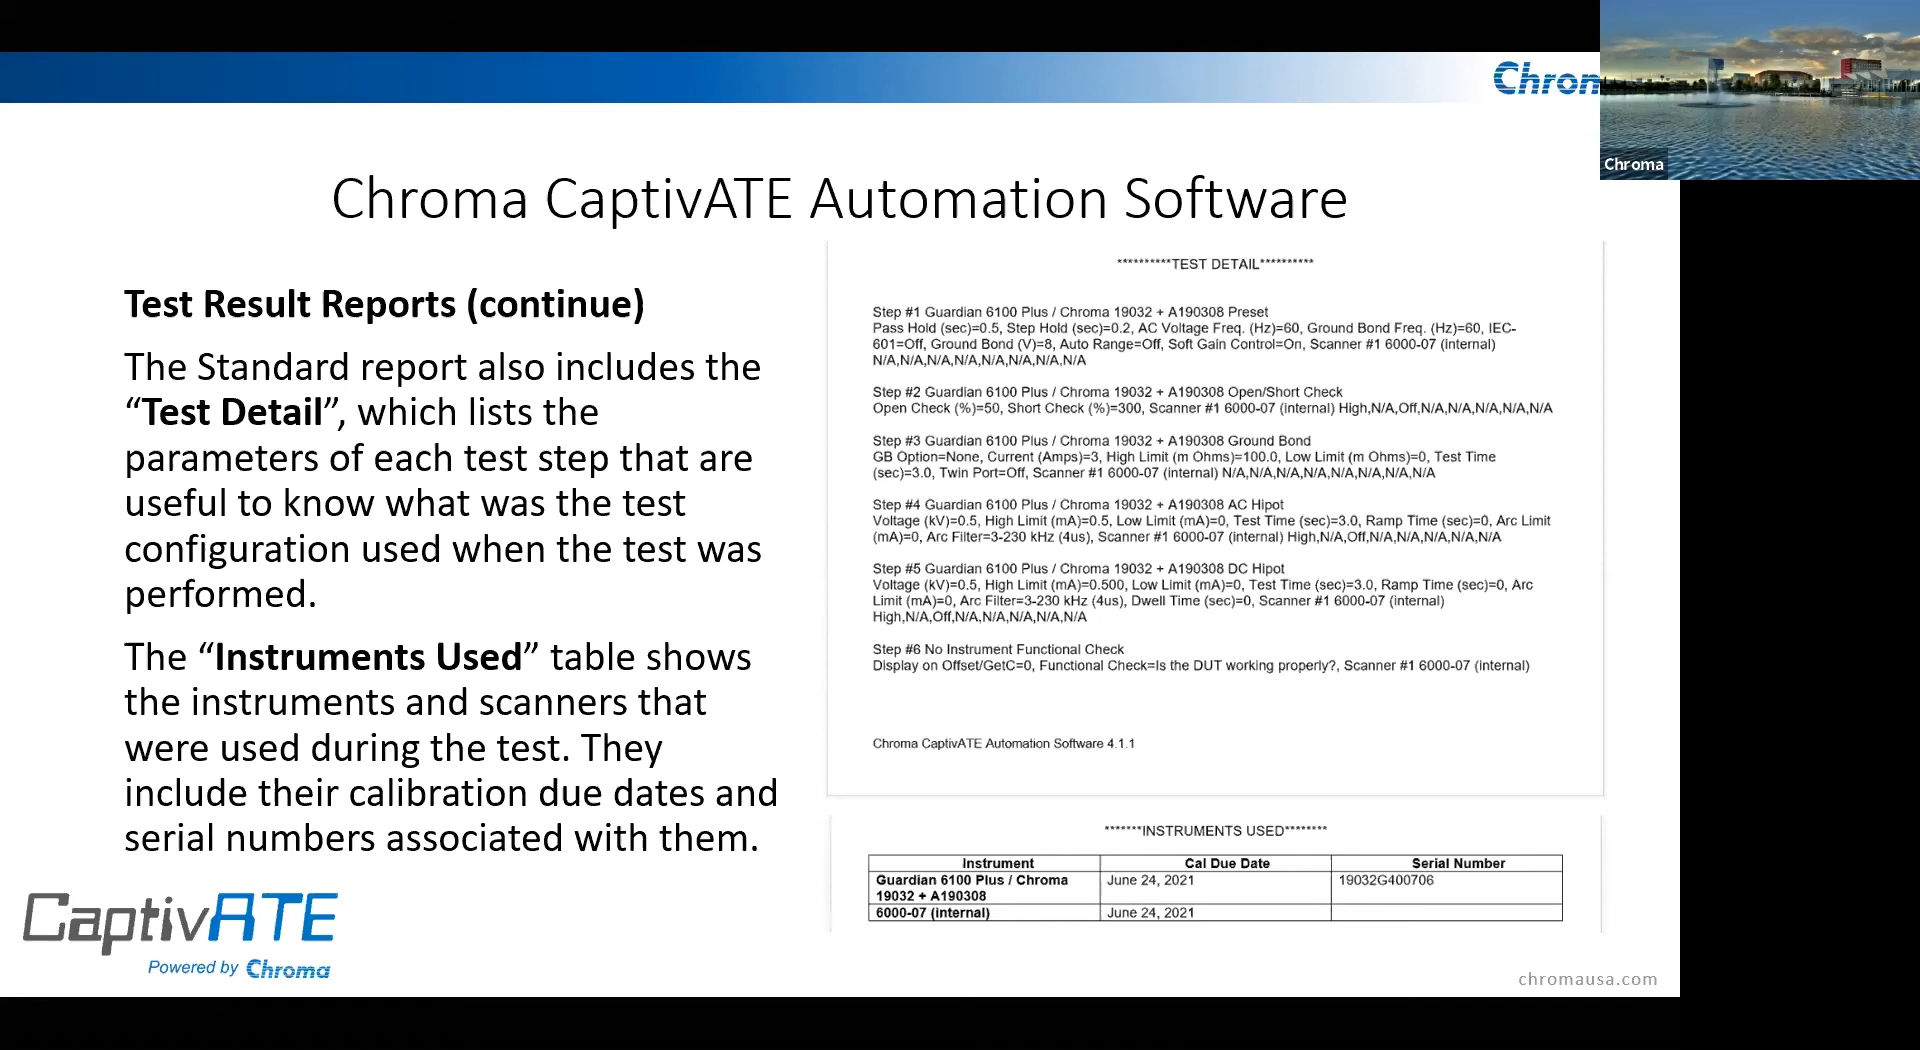 Chrom
Chroma
Chroma CaptivATE Automation Software
Test Result Reports (continue)
The Standard report also includes the
“Test Detail”, which lists the
parameters of each test step that are
useful to know what was the test
configuration used when the test was
performed.
The “Instruments Used” table shows
the instruments and scanners that
were used during the test. They
include their calibration due dates and
serial numbers associated with them.
**********TEST DETAIL**********
Step #1 Guardian 6100 Plus / Chroma 19032 + A190308 Preset
Pass Hold (sec)=0.5, Step Hold (sec)=0.2, AC Voltage Freq. (Hz)=60, Ground Bond Freq. (Hz)=60, IEC-
601=Off, Ground Bond (V)=8, Auto Range=Off, Soft Gain Control=On, Scanner #1 6000-07 (internal)
N/A,N/A,N/A,N/A,N/A,N/A,N/A,N/A
Step #2 Guardian 6100 Plus / Chroma 19032 + A190308 Open/Short Check
Open Check (%)=50, Short Check (%)=300, Scanner #1 6000-07 (internal) High,N/A,Off,N/A,N/A,N/A,N/A,N/A
Step #3 Guardian 6100 Plus / Chroma 19032 + A190308 Ground Bond
GB Option=None, Current (Amps)=3, High Limit (m Ohms)=100.0, Low Limit (m Ohms)=0, Test Time
(sec)=3.0, Twin Port=Off, Scanner #1 6000-07 (internal) N/A,N/A,N/A,N/A,N/A,N/A,N/A,N/A
Step #4 Guardian 6100 Plus / Chroma 19032 + A190308 AC Hipot
Voltage (kV)=0.5, High Limit (mA)=0.5, Low Limit (mA)=0, Test Time (sec)=3.0, Ramp Time (sec)=0, Arc Limit
(mA)=0, Arc Filter=3-230 kHz (4us), Scanner #1 6000-07 (internal) High,N/A,Off,N/A,N/A,N/A,N/A,N/A
Step #5 Guardian 6100 Plus / Chroma 19032 + A190308 DC Hipot
Voltage (kV)=0.5, High Limit (mA)=0.500, Low Limit (mA)=0, Test Time (sec)=3.0, Ramp Time (sec)=0, Arc
Limit (mA)=0, Arc Filter=3-230 kHz (4us), Dwell Time (sec)=0, Scanner #1 6000-07 (internal)
High,N/A,Off,N/A,N/A,N/A,N/A,N/A
Step #6 No Instrument Functional Check
Display on Offset/GetC=0, Functional Check=Is the DUT working properly?, Scanner #1 6000-07 (internal)
Chroma CaptivATE Automation Software 4.1.1
*******INSTRUMENTS USED********
Instrument Cal Due Date Serial Number
Guardian 6100 Plus / Chroma June 24, 2021 19032G400706
19032 + A190308
6000-07 (internal) June 24, 2021
CaptivATE
Powered by Chroma
chromausa.com